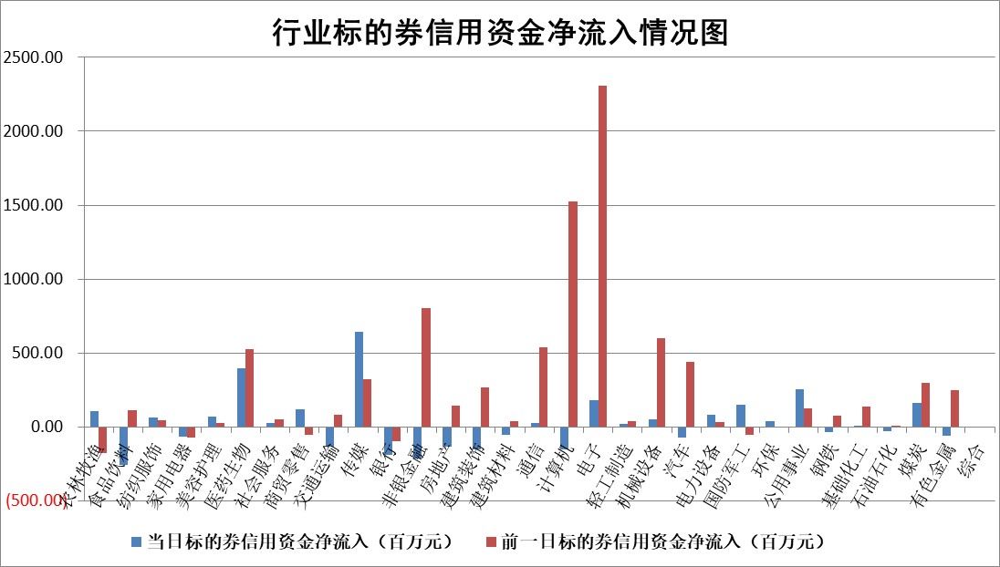 行业标的券信用资金净流入情况图
2500.00
2000.00
1500.00
1000.00
500.00
0.00
(500.00)
农林牧渔
食品饮料
纺织服饰
家用电器
美容护理
医药生物
社会服务
商贸零售
交通运输
传媒
银行
非银金融
房地产
建筑装饰
建筑材料
通信
计算机
电子
轻工制造
机械设备
汽车
电力设备
国防军工
环保
公用事业
钢铁
基础化工
石油石化
煤炭
有色金属
综合
当日标的券信用资金净流入（百万元）
前一日标的券信用资金净流入（百万元）